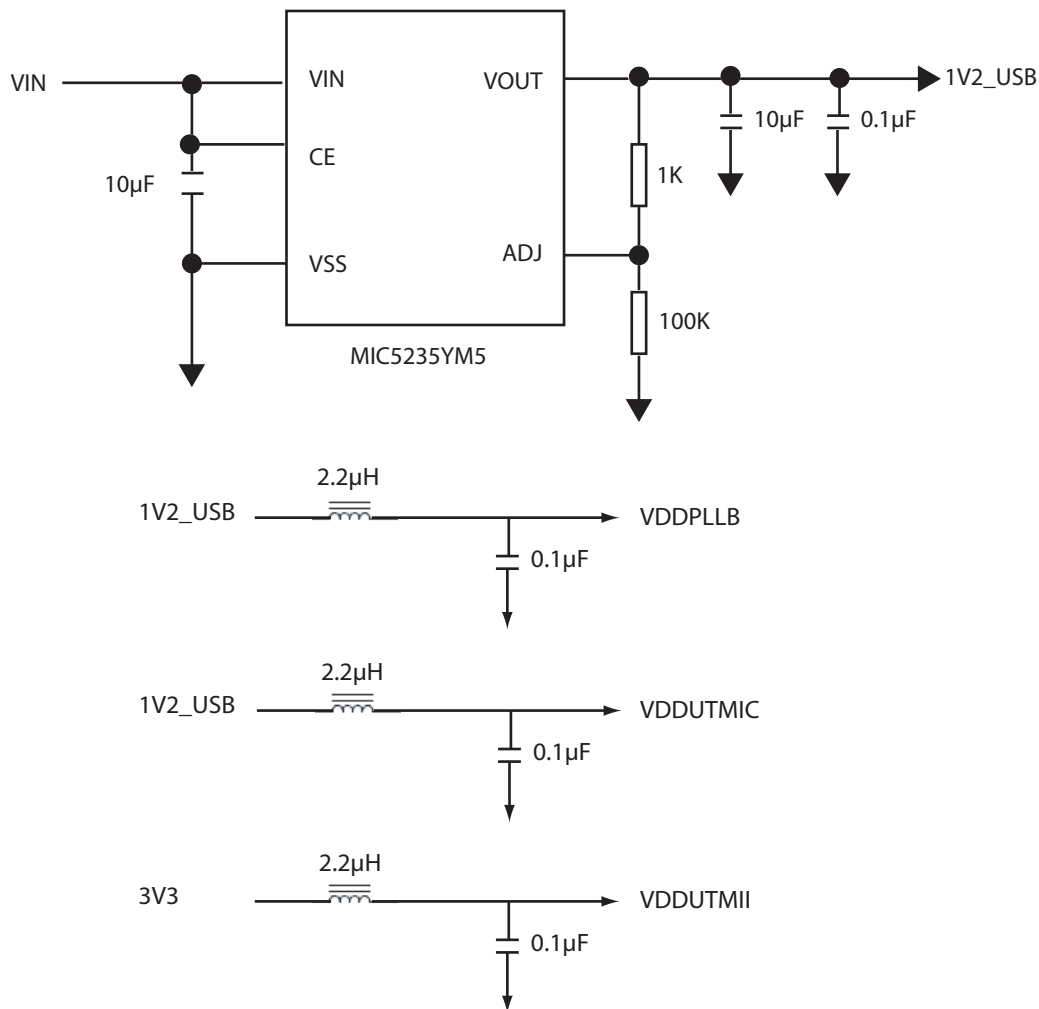 VIN
VIN
VOUT
1V2_USB
10µF
0.1µF
CE
10µF
1K
ADJ
VSS
100K
MIC5235YM5
2.2µH
1V2_USB
VDDPLLB
0.1µF
2.2µH
1V2_USB
VDDUTMIC
0.1µF
2.2µH
3V3
VDDUTMII
0.1µF